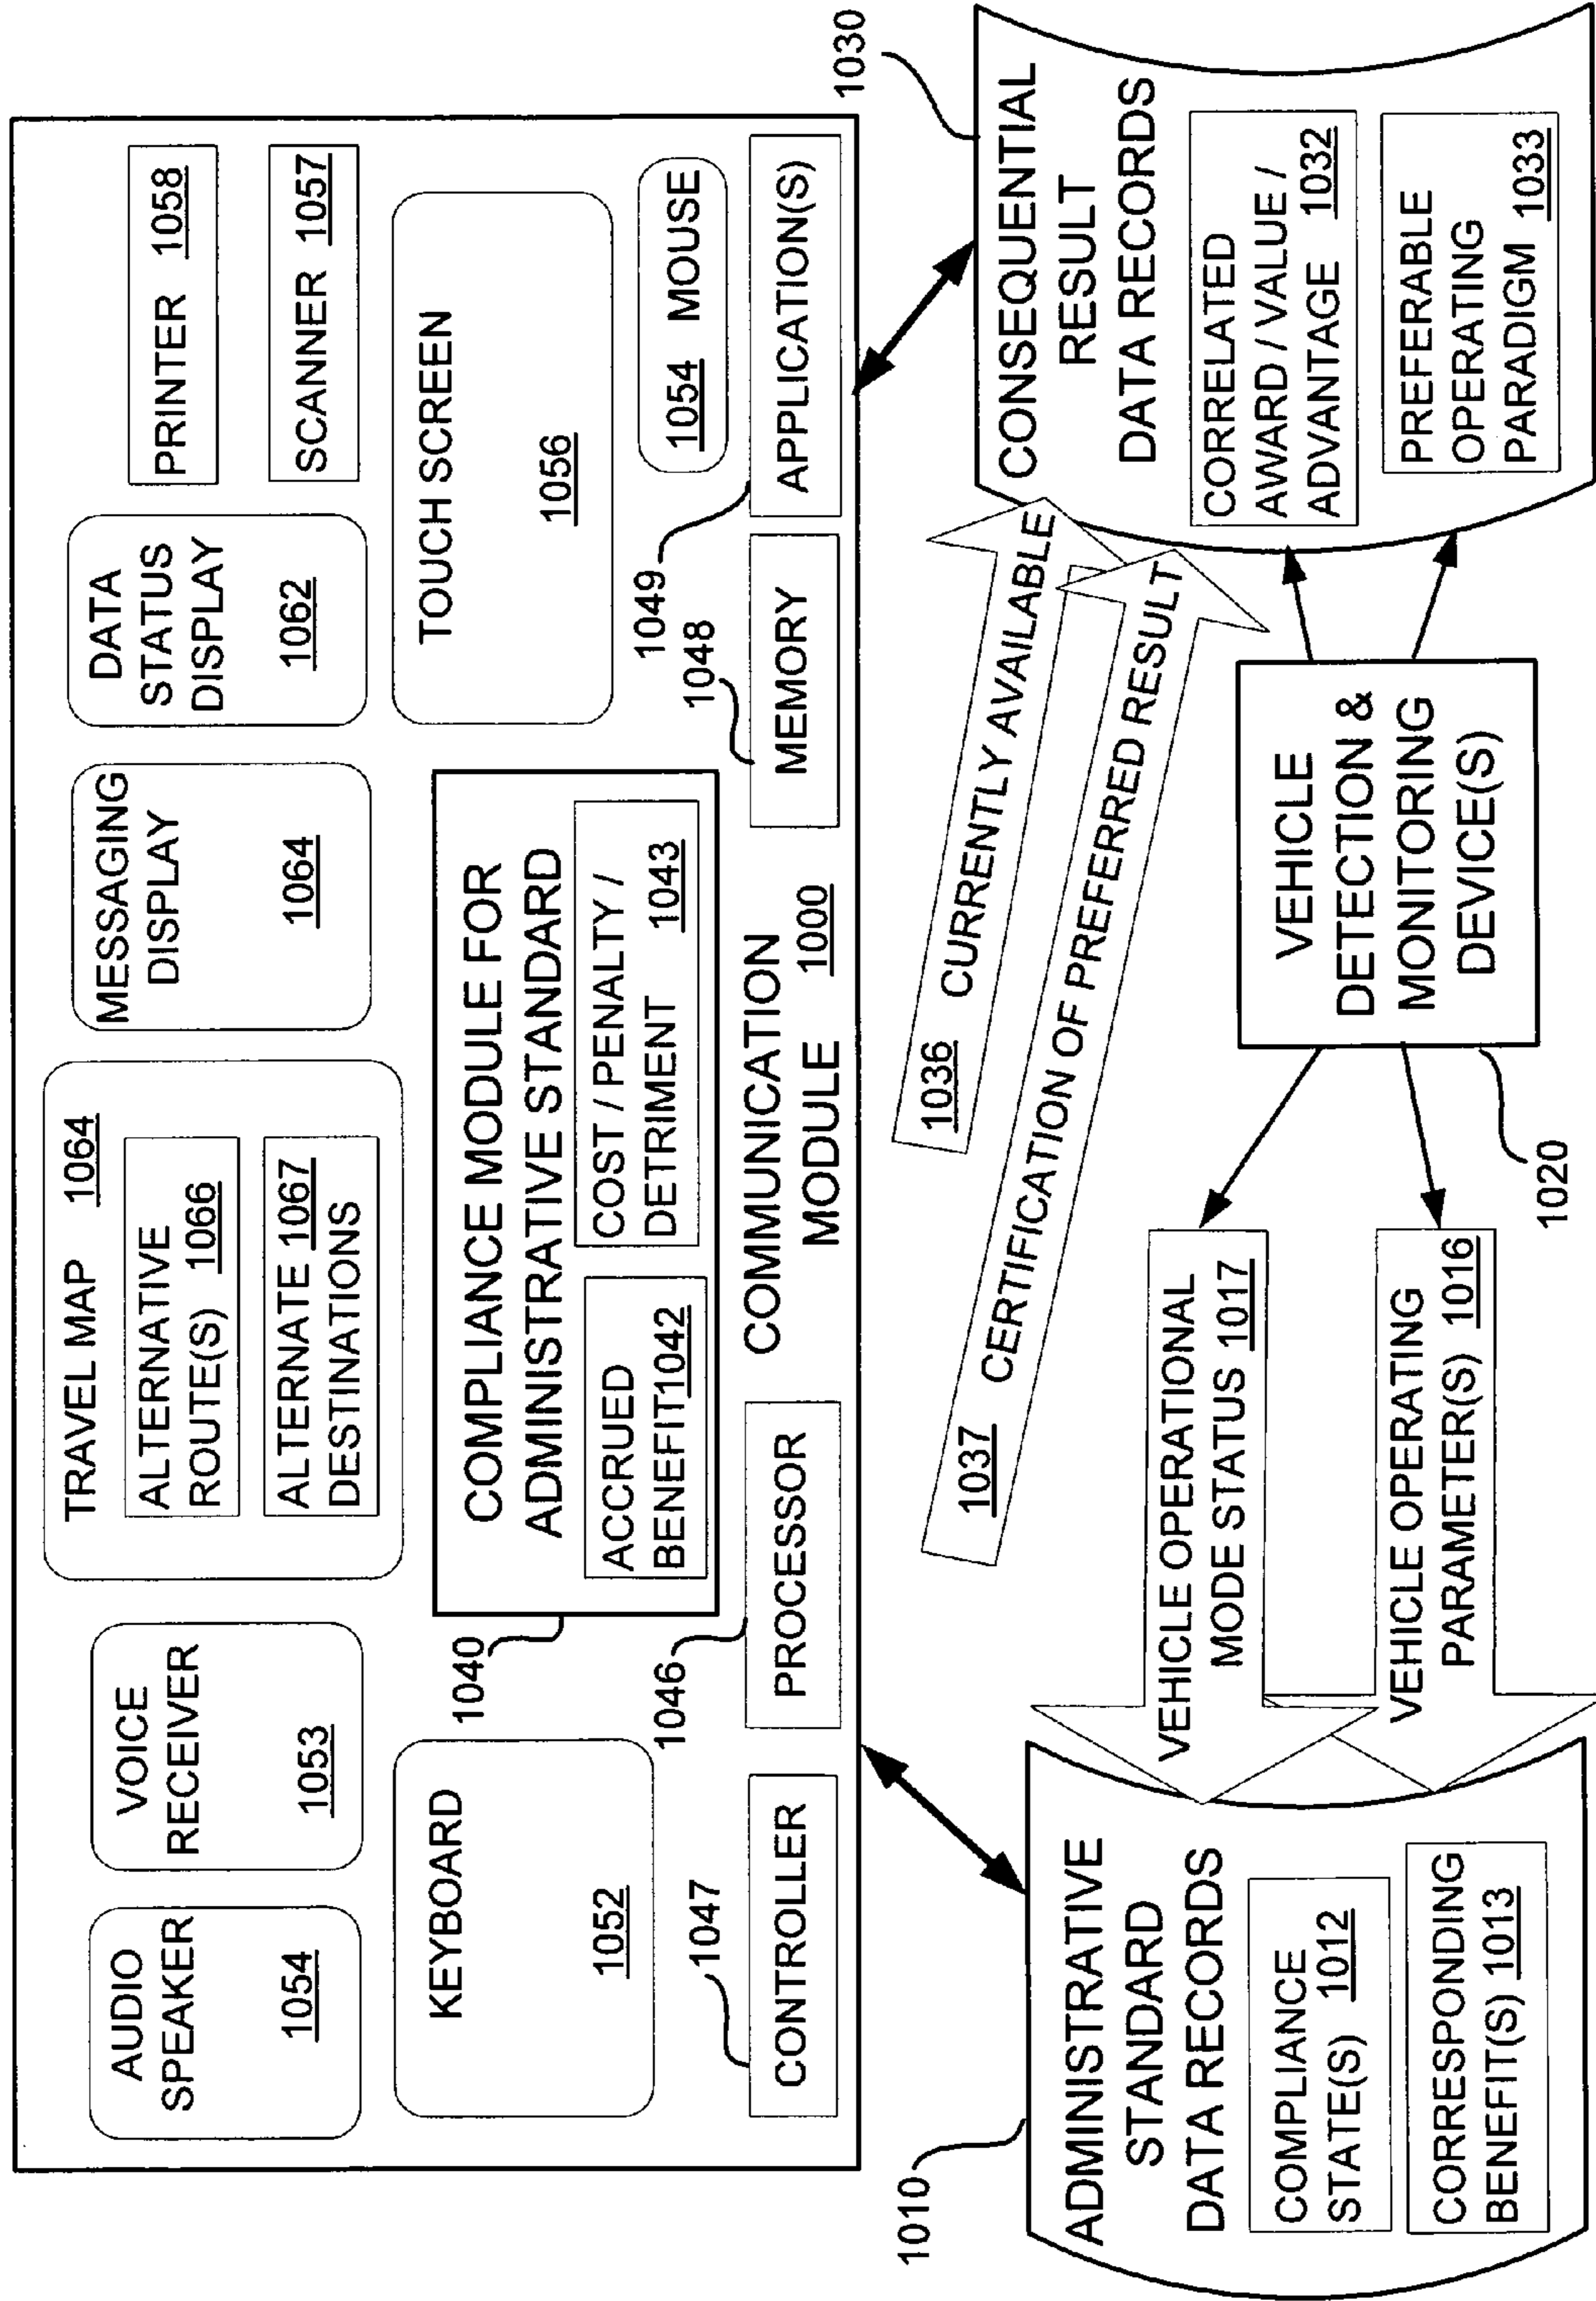 AUDIO
SPEAKER
1054
VOICE
RECEIVER
1053
TRAVEL MAP 1064
ALTERNATIVE
ROUTE(S) 1066
ALTERNATE 1067
DESTINATIONS
MESSAGING
DISPLAY
1064
DATA
STATUS
DISPLAY
1062
PRINTER 1058
SCANNER 1057
KEYBOARD
1052
1040
COMPLIANCE MODULE FOR
ADMINISTRATIVE STANDARD
ACCRUED
BENEFIT 1042
COST / PENALTY /
DETRIMENT 1043
TOUCH SCREEN
1056
1054 MOUSE
1047
CONTROLLER
1046
PROCESSOR
COMMUNICATION
MODULE 1000
1048
MEMORY
1049
APPLICATION(S)
1010
ADMINISTRATIVE
STANDARD
DATA RECORDS
COMPLIANCE
STATE(S) 1012
CORRESPONDING
BENEFIT(S) 1013
1036 CURRENTLY AVAILABLE
1037 CERTIFICATION OF PREFERRED RESULT
VEHICLE OPERATIONAL
MODE STATUS 1017
VEHICLE OPERATING
PARAMETER(S) 1016
VEHICLE
DETECTION &
MONITORING
DEVICE(S)
1020
1030
CONSEQUENTIAL
RESULT
DATA RECORDS
CORRELATED
AWARD / VALUE /
ADVANTAGE 1032
PREFERABLE
OPERATING
PARADIGM 1033